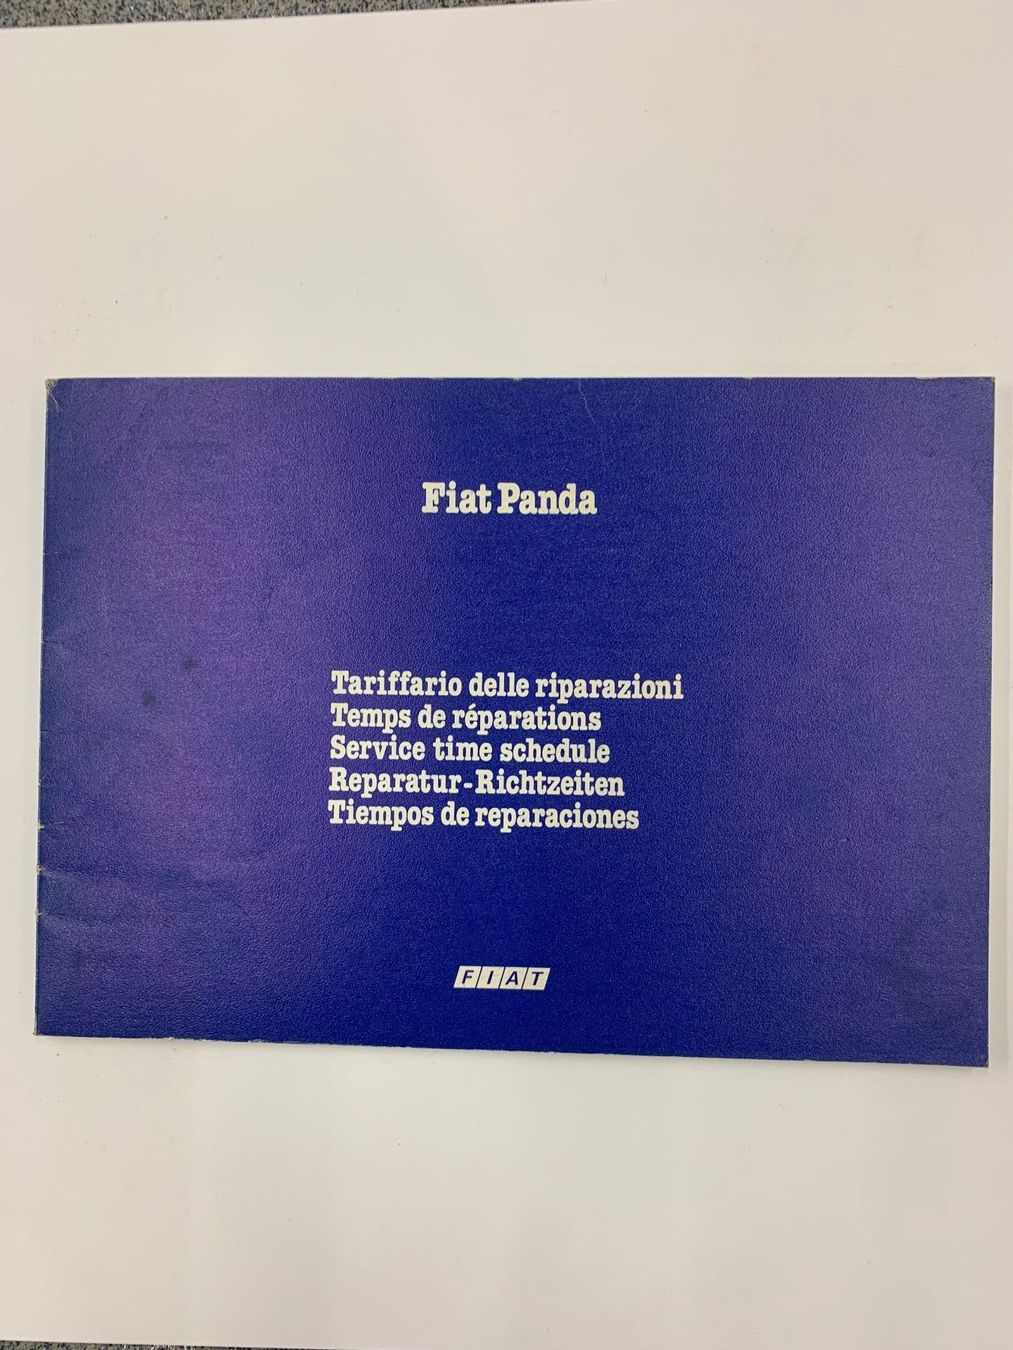 Fiat Panda
Tariffario delle riparazioni
Temps de réparations
Service time schedule
Reparatur-Richtzeiten
Tiempos de reparaciones
FIAT